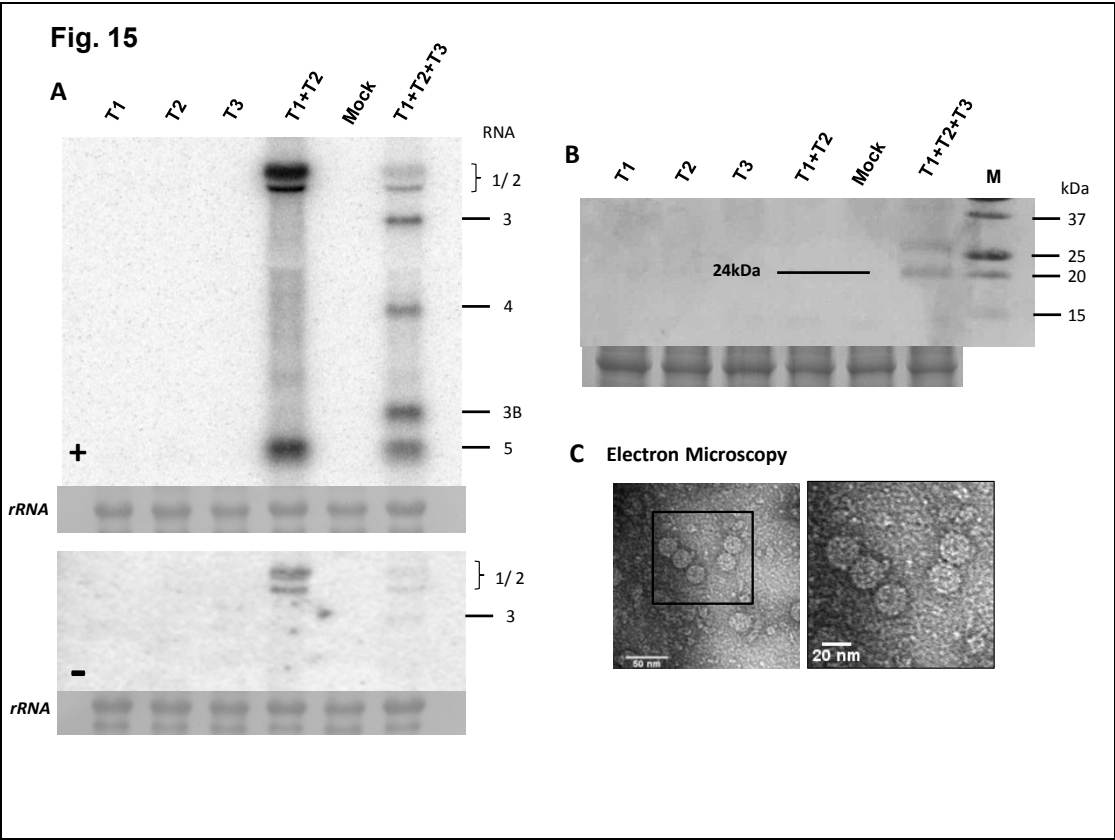 Fig. 15
A
T1 T2 T3 T1+T2 Mock T1+T2+T3
RNA
1/ 2
3
4
3B
5
+
rRNA
1/ 2
3
-
rRNA
B
T1 T2 T3 T1+T2 Mock T1+T2+T3 M
kDa
37
25
24kDa
20
15
C Electron Microscopy
50 nm
20 nm